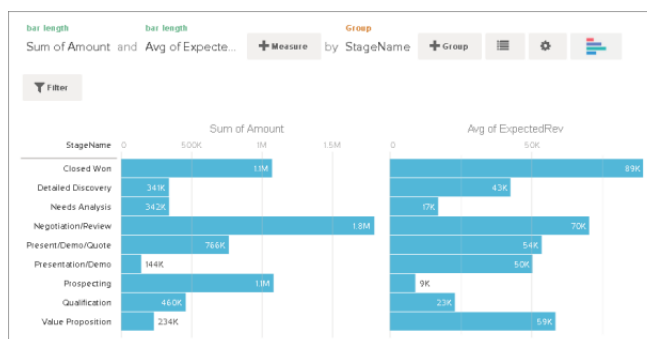 bar length bar length Group
Sum of Amount and Avg of Expecte... + Measure by StageName + Group
Filter
Sum of Amount Avg of ExpectedRev
StageName 0 500K 1M 1.5M 0 50K
Closed Won 1.1M 89K
Detailed Discovery 341K 43K
Needs Analysis 342K 17K
Negotiation/Review 1.8M 70K
Present/Demo/Quote 766K 54K
Presentation/Demo 144K 50K
Prospecting 1.1M 9K
Qualification 460K 23K
Value Proposition 234K 59K